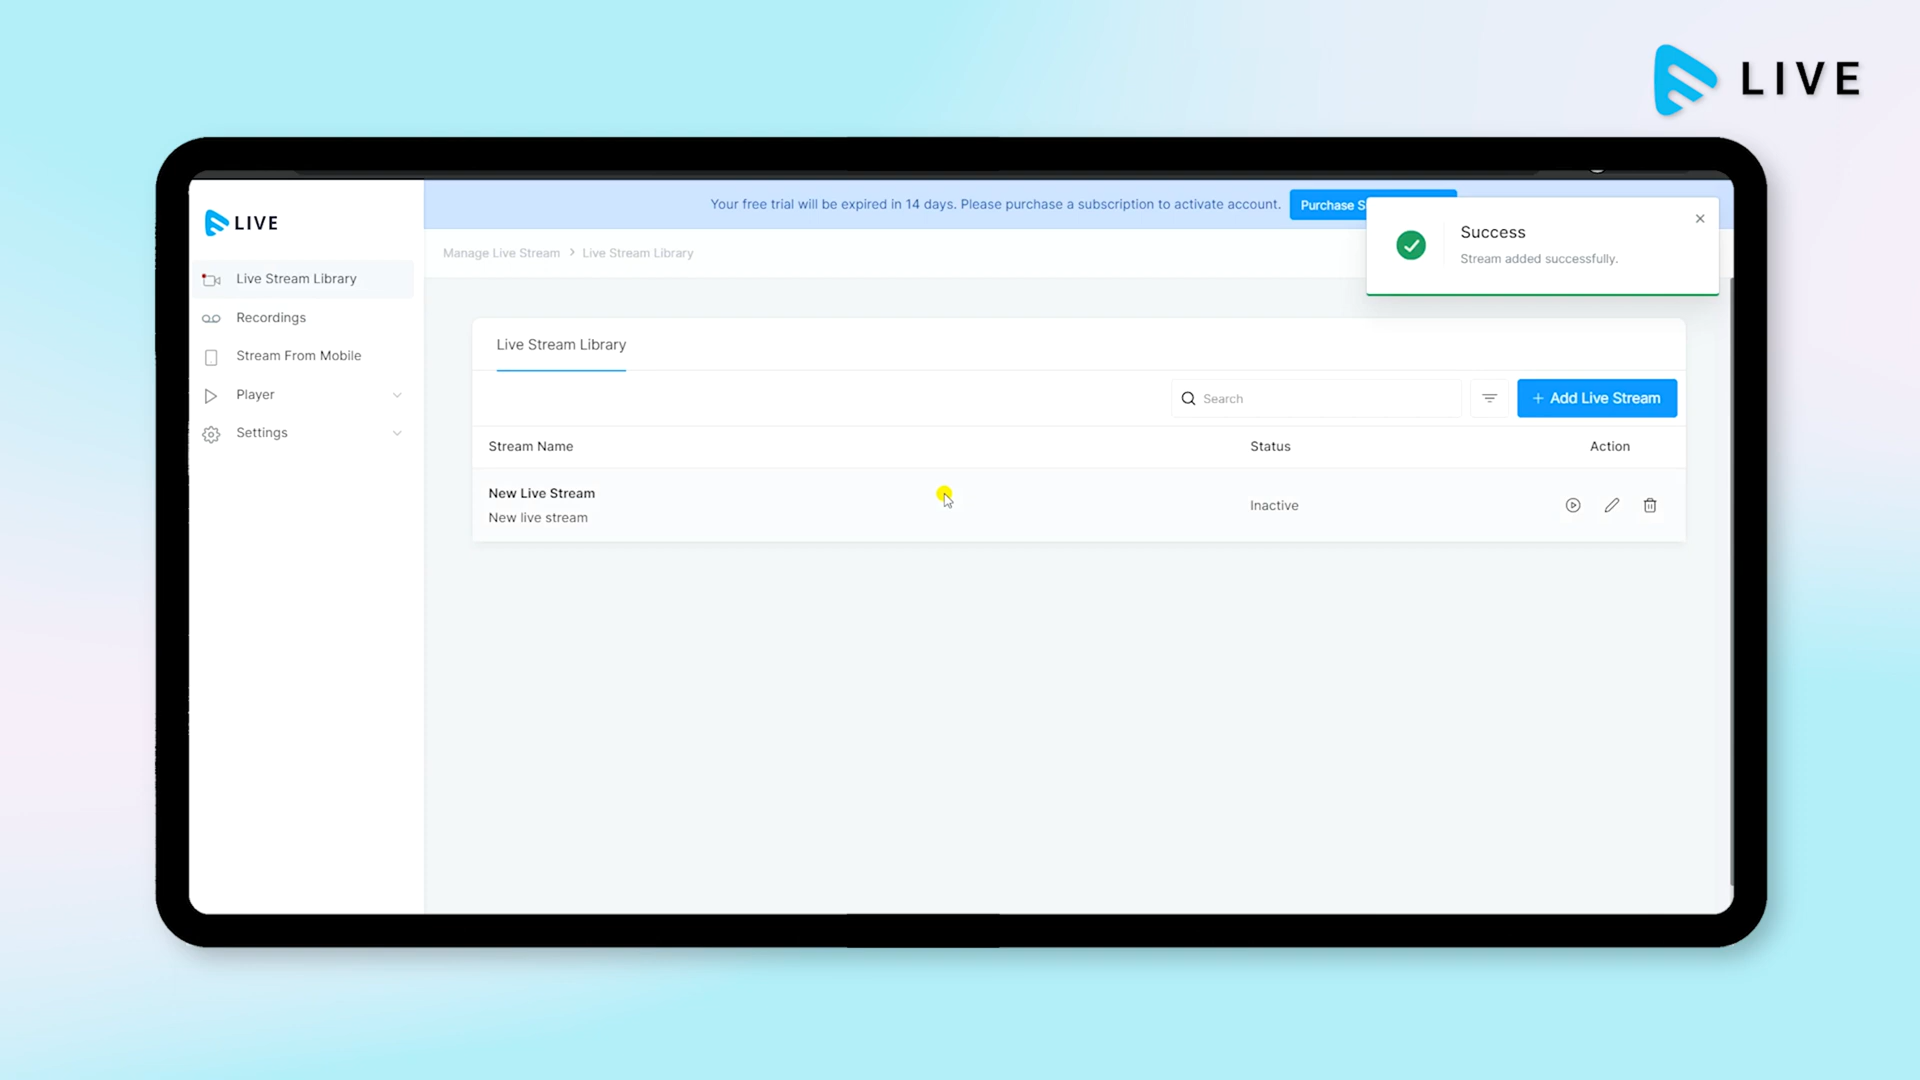 LIVE
LIVE
Your free trial will be expired in 14 days. Please purchase a subscription to activate account.
Purchase S
Success
Stream added successfully.
Manage Live Stream > Live Stream Library
Live Stream Library
Recordings
Stream From Mobile
Player
Settings
Live Stream Library
Search
+ Add Live Stream
Stream Name Status Action
New Live Stream
New live stream
Inactive